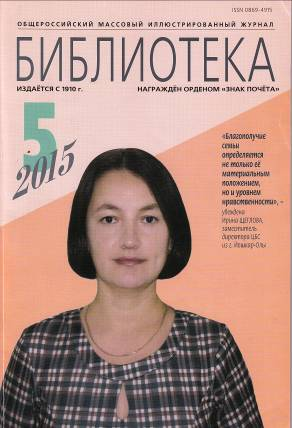 ISSN 0869-4915
ОБЩЕРОССИЙСКИЙ МАССОВЫЙ ИЛЛЮСТРИРОВАННЫЙ ЖУРНАЛ
БИБЛИОТЕКА
ИЗДАЁТСЯ С 1910 г. НАГРАЖДЁН ОРДЕНОМ «ЗНАК ПОЧЁТА»
5
2015
«Благополучие
семьи
определяется
не только её
материальным
положением,
но и уровнем
нравственности», –
убеждена
Ирина ЩЕГЛОВА,
заместитель
директора ЦБС
из г. Йошкар-Олы